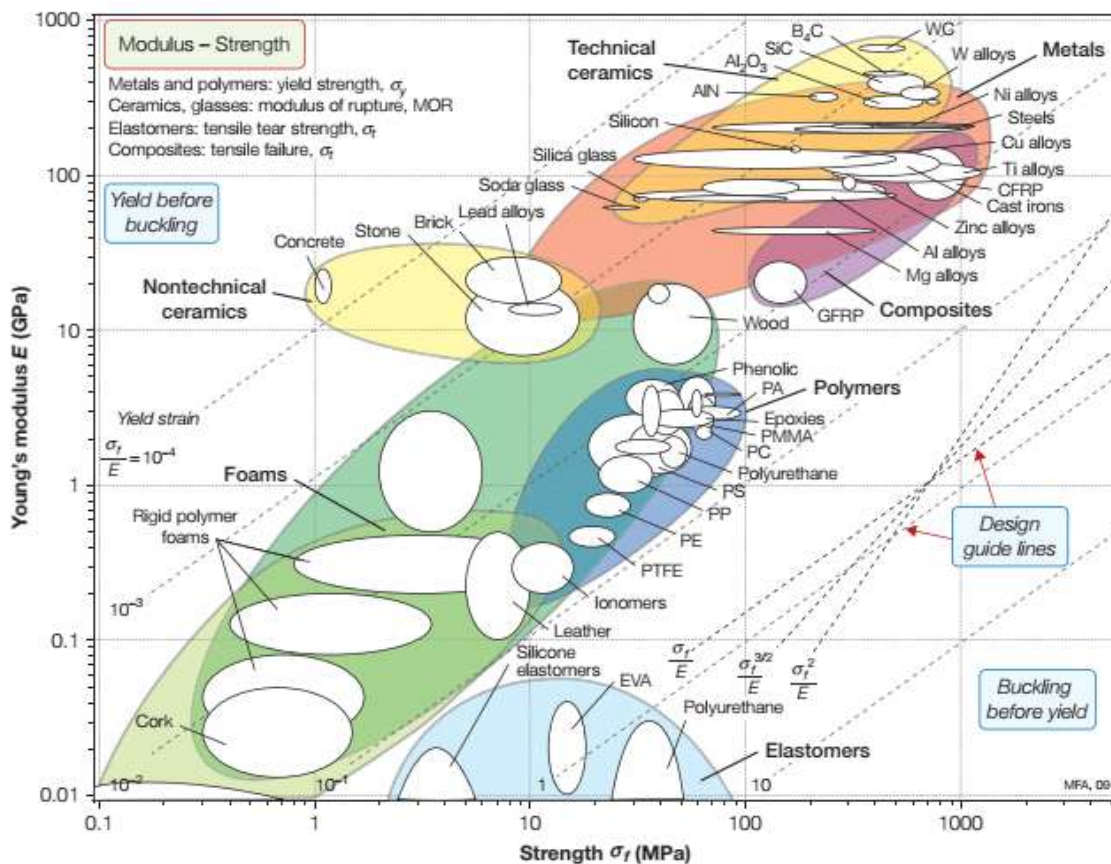 Modulus – Strength
Metals and polymers: yield strength, σy
Ceramics, glasses: modulus of rupture, MOR
Elastomers: tensile tear strength, σt
Composites: tensile failure, σt
Yield before
buckling
Technical
ceramics
B4C
SiC
Al2O3
AlN
WC
W alloys
Metals
Ni alloys
Steels
Cu alloys
Ti alloys
CFRP
Cast irons
Zinc alloys
Al alloys
Mg alloys
Composites
GFRP
Silicon
Silica glass
Soda glass
Lead alloys
Brick
Stone
Concrete
Nontechnical
ceramics
Wood
Phenolic
PA
Polymers
Epoxies
PMMA
PC
Polyurethane
PS
PP
PE
PTFE
Ionomers
Leather
Yield strain
σf/E = 10−4
Foams
Rigid polymer
foams
10−3
Cork
10−2
10−1
1
10
Silicone
elastomers
EVA
Polyurethane
Elastomers
σf/E
σf3/2/E
σf2/E
Design
guide lines
Buckling
before yield
MFA, 09
Young's modulus E (GPa)
1000
100
10
1
0.1
0.01
0.1
1
10
100
1000
Strength σf (MPa)